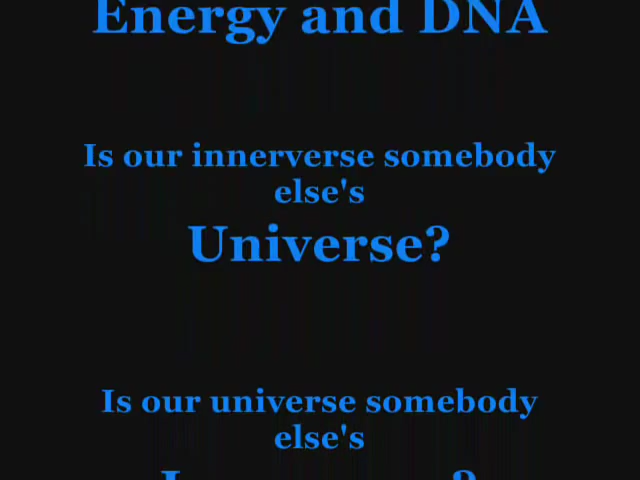 Energy and DNA
Is our innerverse somebody
else's
Universe?
Is our universe somebody
else's